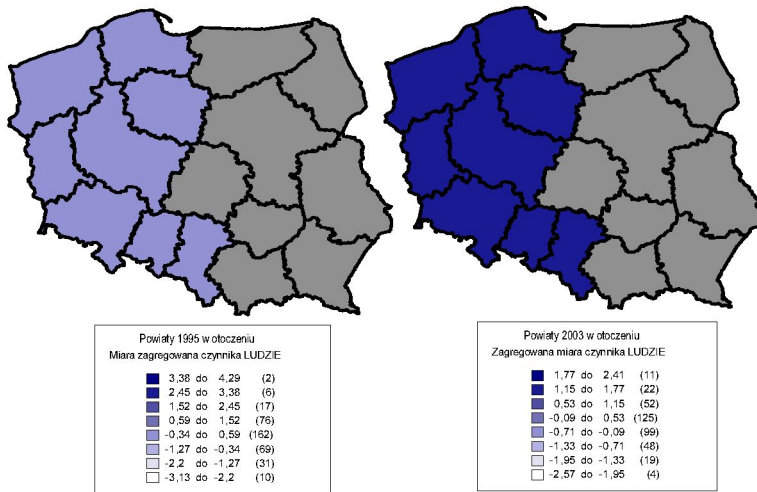 Powiaty 1995 w otoczeniu
Miara zagregowana czynnika LUDZIE
3,38 do 4,29 (2)
2,45 do 3,38 (6)
1,52 do 2,45 (17)
0,59 do 1,52 (76)
-0,34 do 0,59 (162)
-1,27 do -0,34 (69)
-2,2 do -1,27 (31)
-3,13 do -2,2 (10)
Powiaty 2003 w otoczeniu
Zagregowana miara czynnika LUDZIE
1,77 do 2,41 (11)
1,15 do 1,77 (22)
0,53 do 1,15 (52)
-0,09 do 0,53 (125)
-0,71 do -0,09 (99)
-1,33 do -0,71 (48)
-1,95 do -1,33 (19)
-2,57 do -1,95 (4)